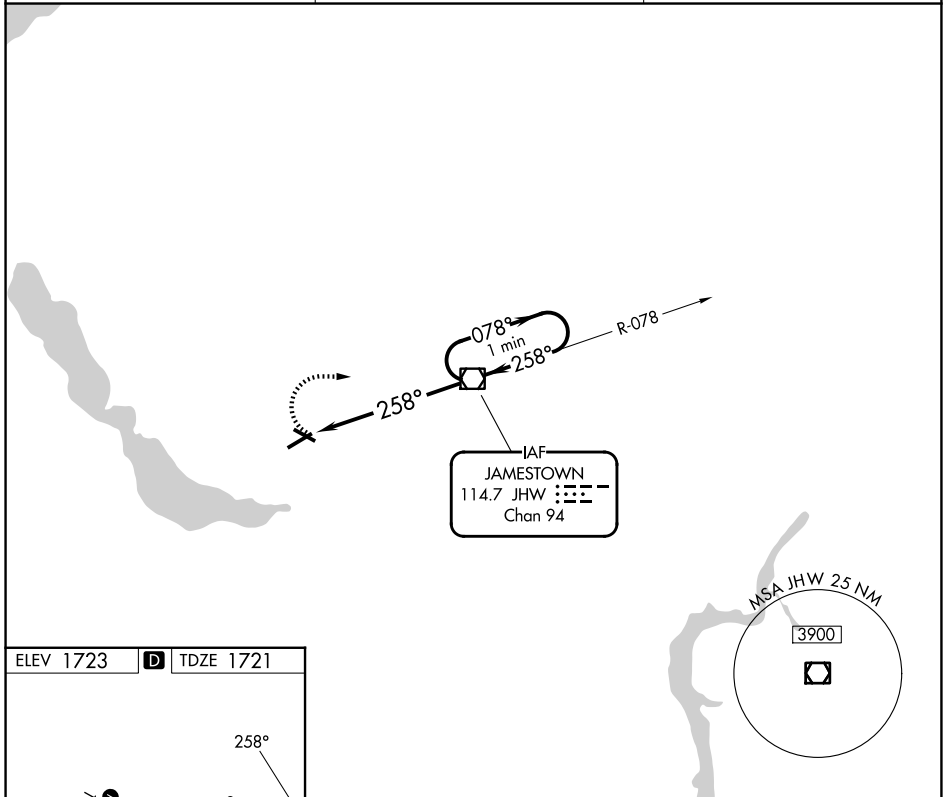 078°
1 min
258°
R-078
258°
IAF
JAMESTOWN
114.7 JHW
Chan 94
MSA JHW 25 NM
3900
ELEV 1723 D TDZE 1721
258°